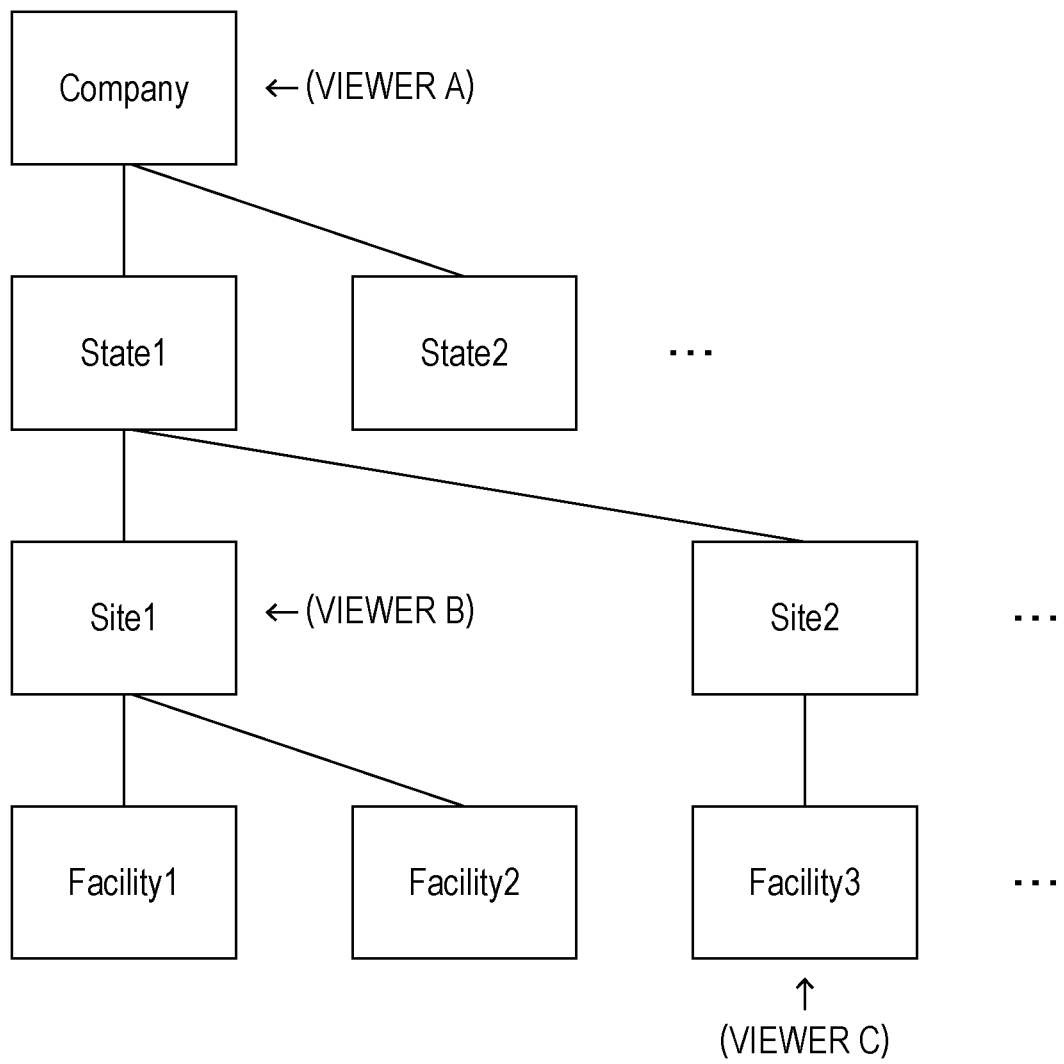 Company
← (VIEWER A)
State1
State2
...
Site1
← (VIEWER B)
Site2
...
Facility1
Facility2
Facility3
...
↑
(VIEWER C)